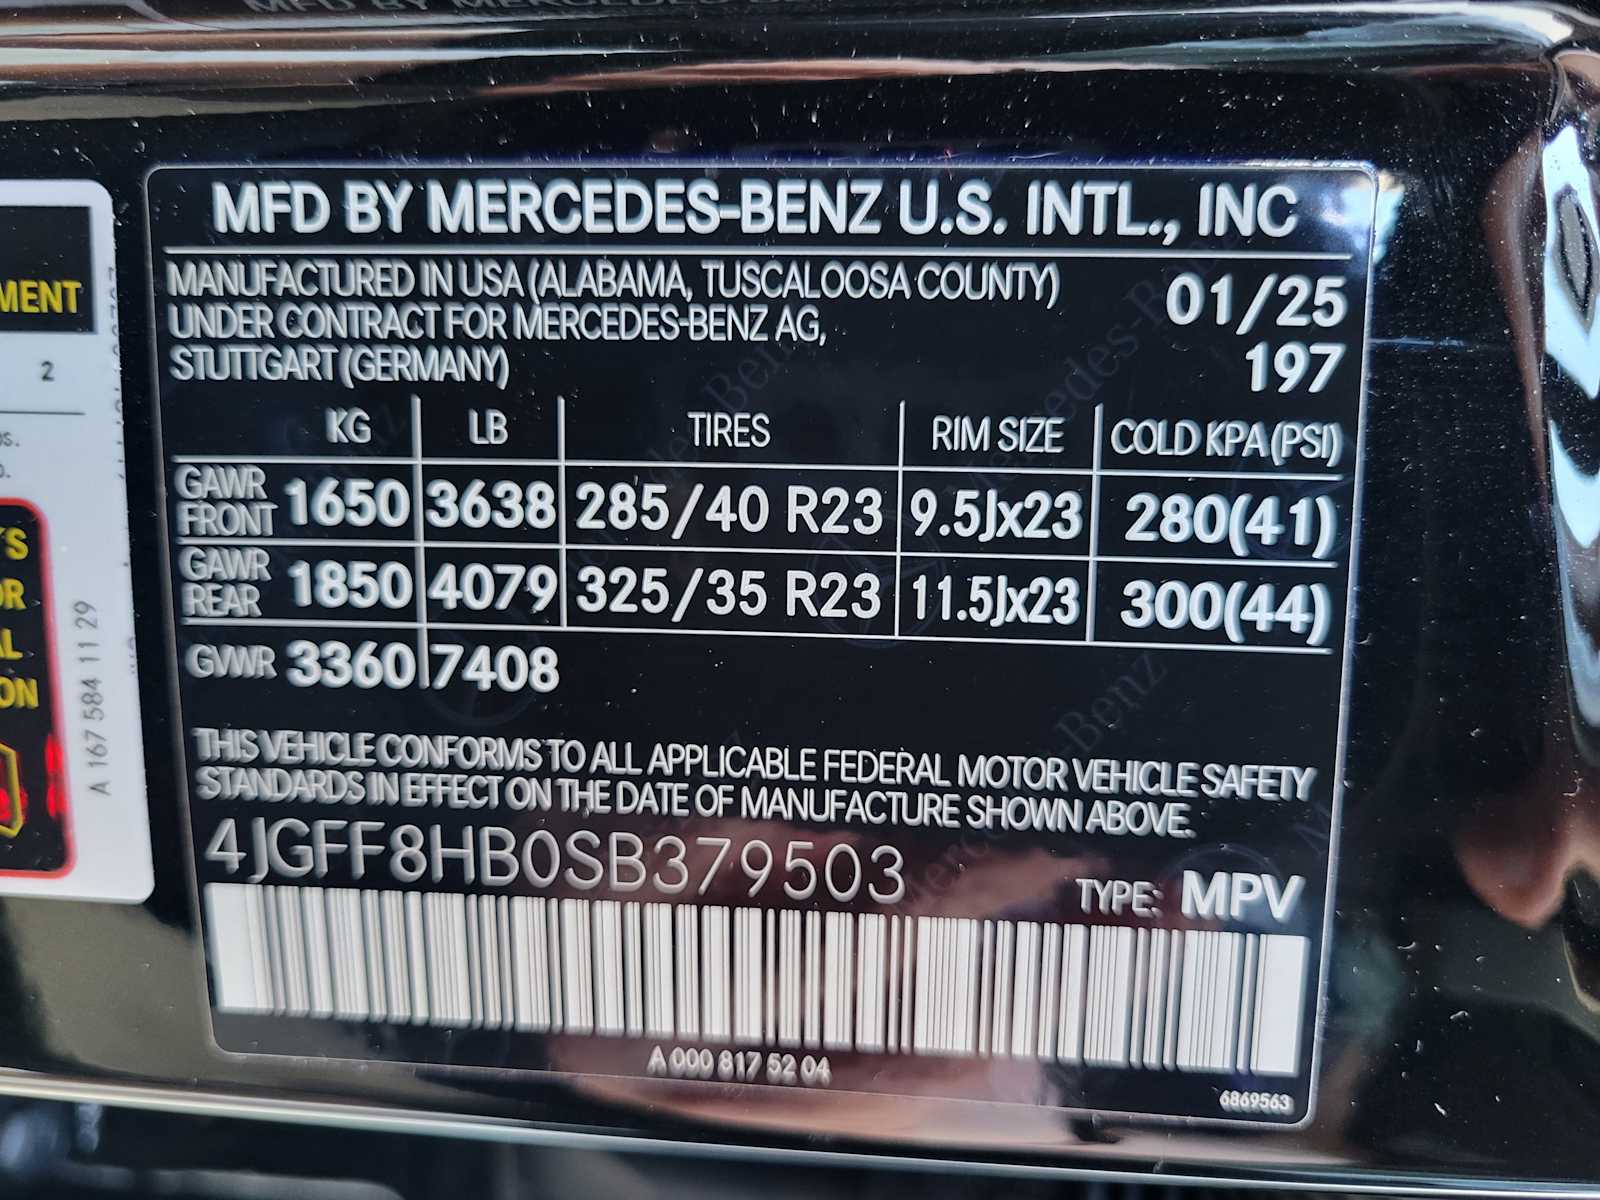 MFD BY MERCEDES-BENZ U.S. INTL., INC
MANUFACTURED IN USA (ALABAMA, TUSCALOOSA COUNTY)
UNDER CONTRACT FOR MERCEDES-BENZ AG,
STUTTGART (GERMANY)
01/25
197
KG LB TIRES RIM SIZE COLD KPA (PSI)
GAWR FRONT 1650 3638 285/40 R23 9.5Jx23 280(41)
GAWR REAR 1850 4079 325/35 R23 11.5Jx23 300(44)
GVWR 3360 7408
THIS VEHICLE CONFORMS TO ALL APPLICABLE FEDERAL MOTOR VEHICLE SAFETY
STANDARDS IN EFFECT ON THE DATE OF MANUFACTURE SHOWN ABOVE.
4JGFF8HB0SB379503
TYPE: MPV
A 000 817 52 04
6869563
MENT
2
A 167 584 11 29